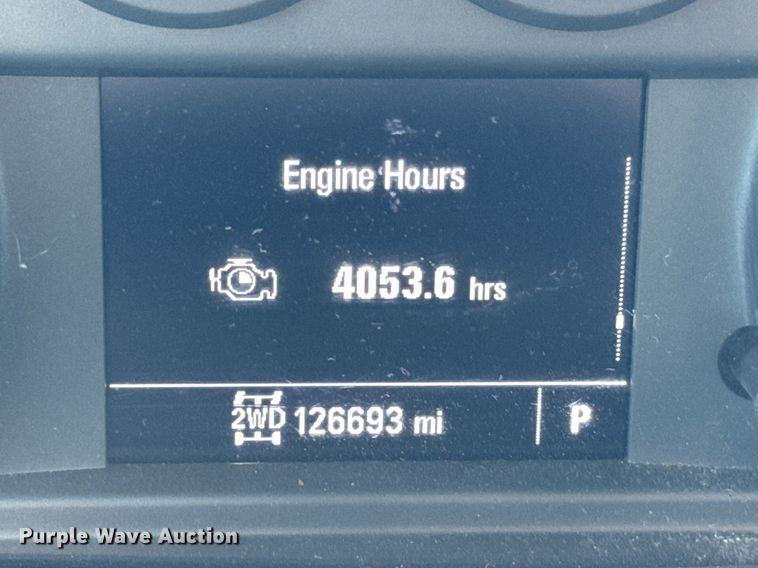 Engine Hours
4053.6 hrs
2WD 126693 mi P
Purple Wave Auction